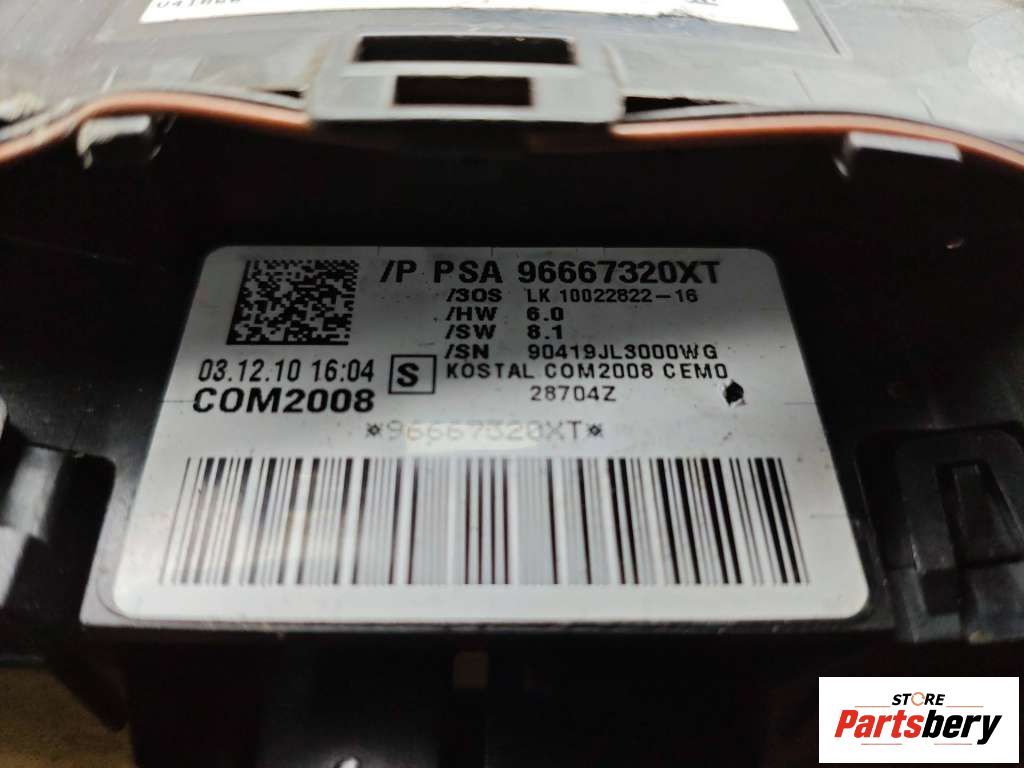 /P PSA 96667320XT
/3OS LK 10022822-16
/HW 6.0
/SW 8.1
/SN 90419JL3000WG
03.12.10 16:04 S KOSTAL COM2008 CEMO
COM2008 28704Z
*96667320XT*
STORE
Partsbery